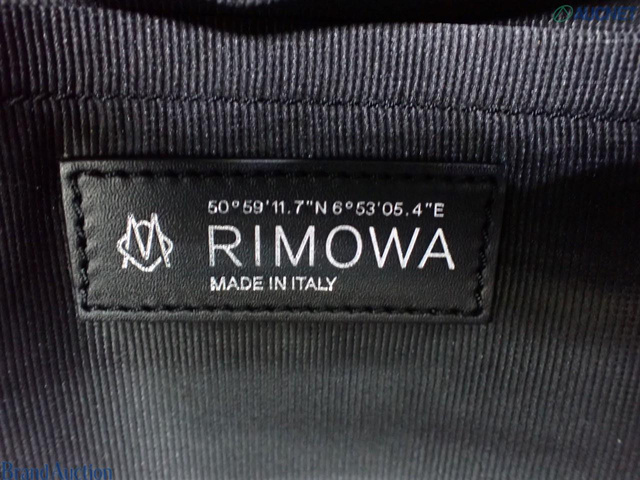 50°59'11.7"N 6°53'05.4"E
RIMOWA
MADE IN ITALY
Brand Auction